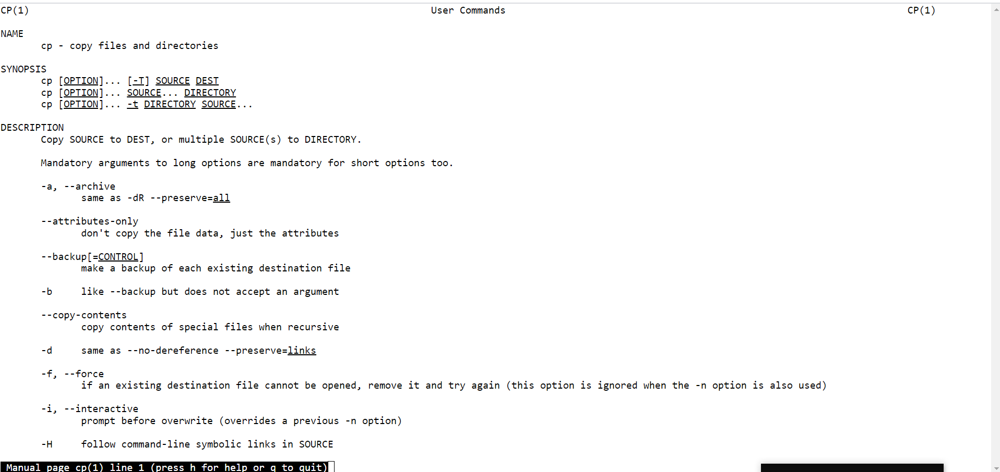 CP(1) User Commands CP(1)
NAME
cp - copy files and directories
SYNOPSIS
cp [OPTION]... [-T] SOURCE DEST
cp [OPTION]... SOURCE... DIRECTORY
cp [OPTION]... -t DIRECTORY SOURCE...
DESCRIPTION
Copy SOURCE to DEST, or multiple SOURCE(s) to DIRECTORY.
Mandatory arguments to long options are mandatory for short options too.
-a, --archive
same as -dR --preserve=all
--attributes-only
don't copy the file data, just the attributes
--backup[=CONTROL]
make a backup of each existing destination file
-b like --backup but does not accept an argument
--copy-contents
copy contents of special files when recursive
-d same as --no-dereference --preserve=links
-f, --force
if an existing destination file cannot be opened, remove it and try again (this option is ignored when the -n option is also used)
-i, --interactive
prompt before overwrite (overrides a previous -n option)
-H follow command-line symbolic links in SOURCE
Manual page cp(1) line 1 (press h for help or q to quit)